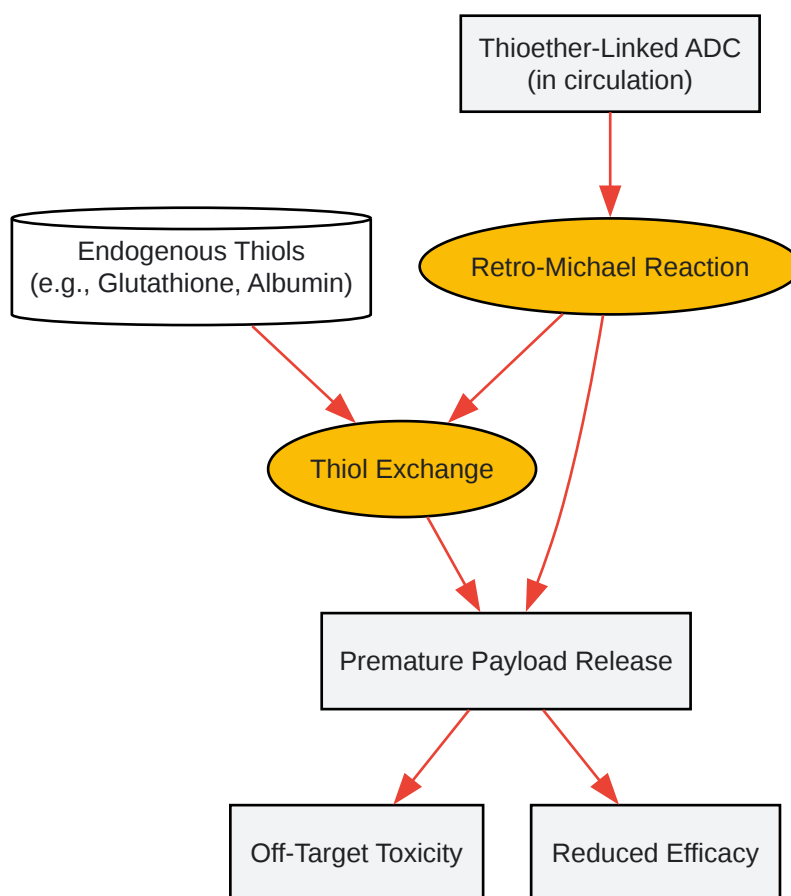 Thioether-Linked ADC
(in circulation)
Endogenous Thiols
(e.g., Glutathione, Albumin)
Retro-Michael Reaction
Thiol Exchange
Premature Payload Release
Off-Target Toxicity
Reduced Efficacy